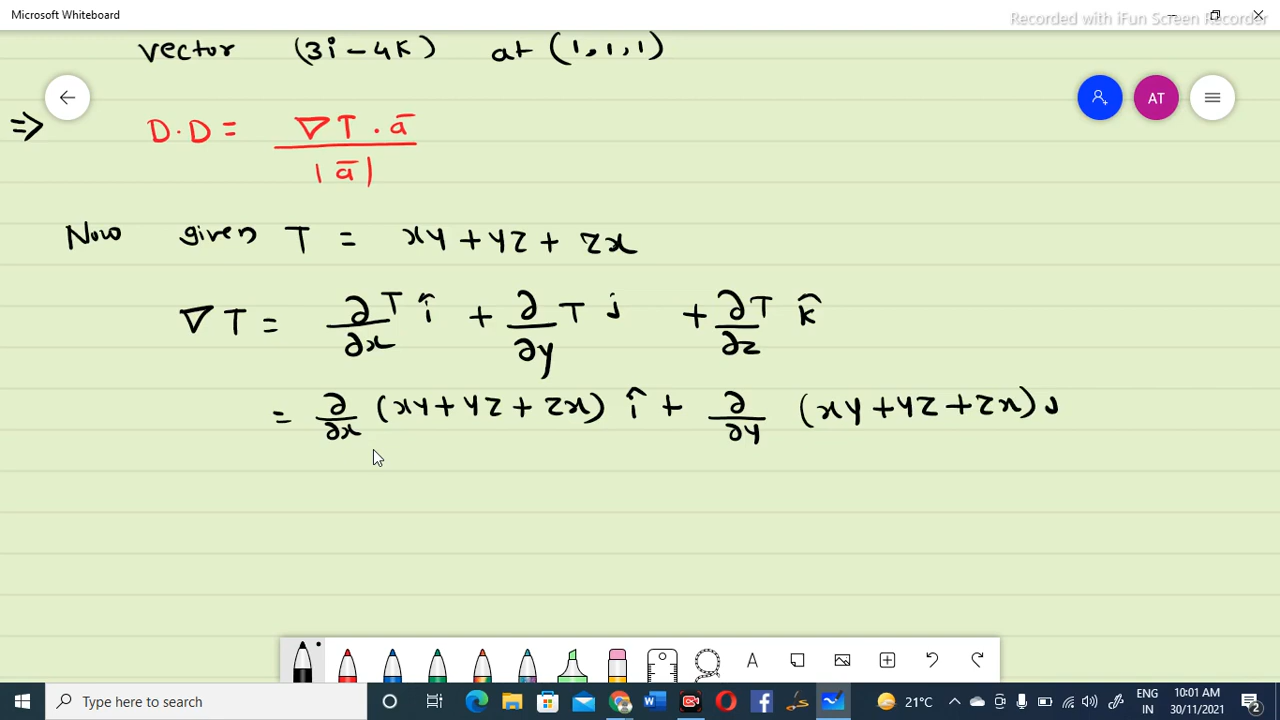 Microsoft Whiteboard
Recorded with iFun Screen Recorder
vector (3i - 4k) at (1,1,1)
AT
=> D.D = ∇T . a̅ / |a̅|
Now given T = xy + yz + zx
∇T = ∂T/∂x î + ∂/∂y T j + ∂T/∂z k̂
= ∂/∂x (xy + yz + zx) î + ∂/∂y (xy + yz + zx) j
A
Type here to search
21°C
ENG
IN
10:01 AM
30/11/2021
2